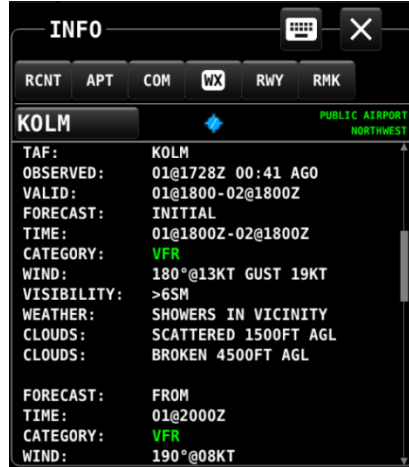 INFO
RCNT APT COM WX RWY RMK
KOLM PUBLIC AIRPORT
NORTHWEST
TAF: KOLM
OBSERVED: 01@1728Z 00:41 AGO
VALID: 01@1800-02@1800Z
FORECAST: INITIAL
TIME: 01@1800Z-02@1800Z
CATEGORY: VFR
WIND: 180°@13KT GUST 19KT
VISIBILITY: >6SM
WEATHER: SHOWERS IN VICINITY
CLOUDS: SCATTERED 1500FT AGL
CLOUDS: BROKEN 4500FT AGL
FORECAST: FROM
TIME: 01@2000Z
CATEGORY: VFR
WIND: 190°@08KT